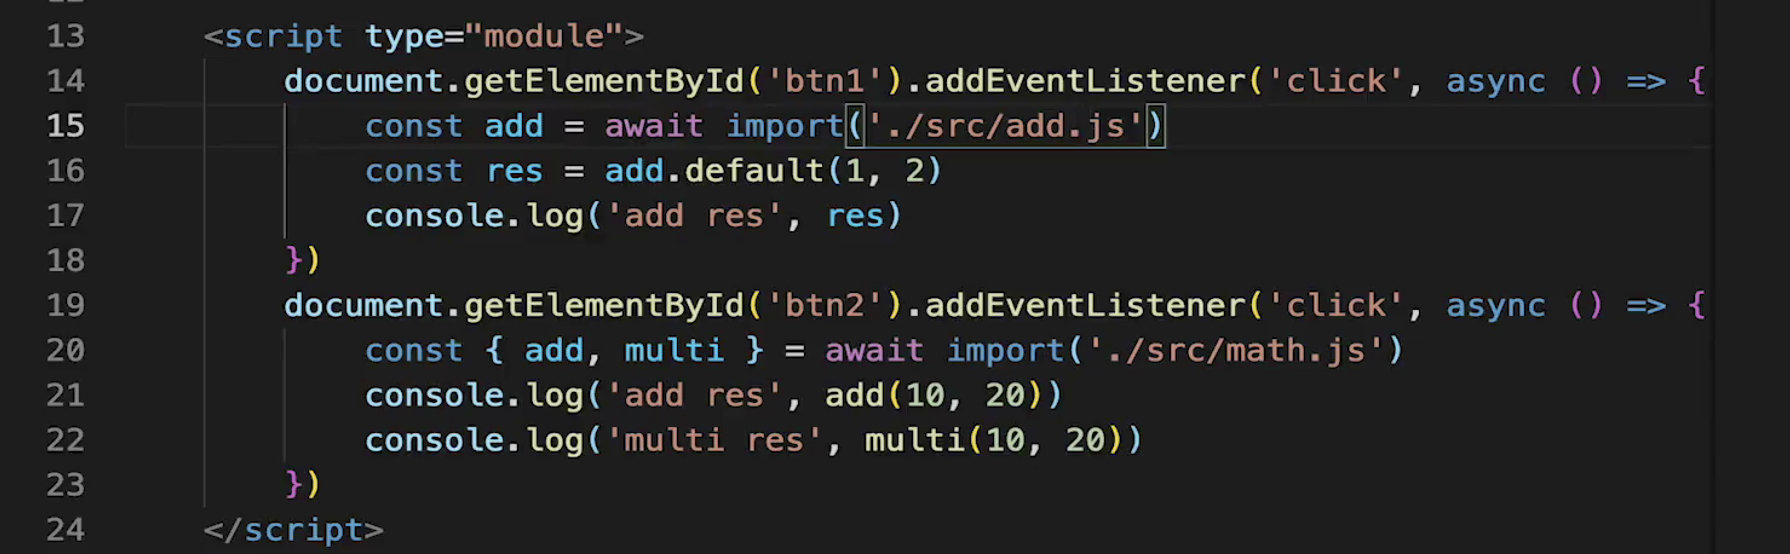 13 <script type="module">
14 document.getElementById('btn1').addEventListener('click', async () => {
15 const add = await import('./src/add.js')
16 const res = add.default(1, 2)
17 console.log('add res', res)
18 })
19 document.getElementById('btn2').addEventListener('click', async () => {
20 const { add, multi } = await import('./src/math.js')
21 console.log('add res', add(10, 20))
22 console.log('multi res', multi(10, 20))
23 })
24 </script>